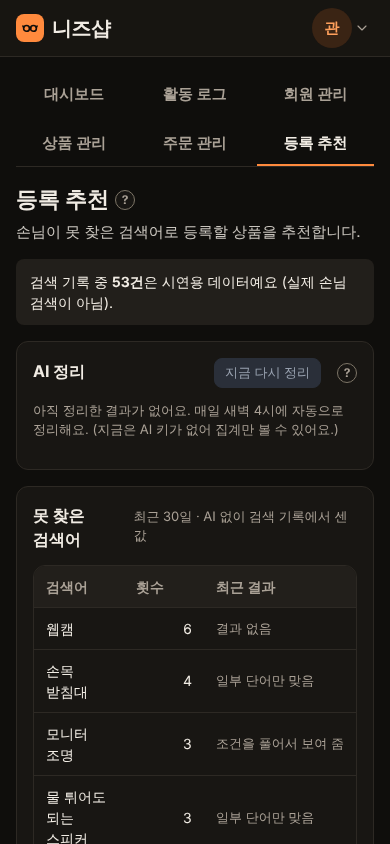 니즈샵
관
대시보드 활동 로그 회원 관리
상품 관리 주문 관리 등록 추천
등록 추천 ?
손님이 못 찾은 검색어로 등록할 상품을 추천합니다.
검색 기록 중 53건은 시연용 데이터예요 (실제 손님
검색이 아님).
AI 정리 지금 다시 정리 ?
아직 정리한 결과가 없어요. 매일 새벽 4시에 자동으로
정리해요. (지금은 AI 키가 없어 집계만 볼 수 있어요.)
못 찾은
검색어
최근 30일 · AI 없이 검색 기록에서 센
값
검색어 횟수 최근 결과
웹캠 6 결과 없음
손목
받침대 4 일부 단어만 맞음
모니터
조명 3 조건을 풀어서 보여 줌
물 튀어도
되는 3 일부 단어만 맞음
스피커